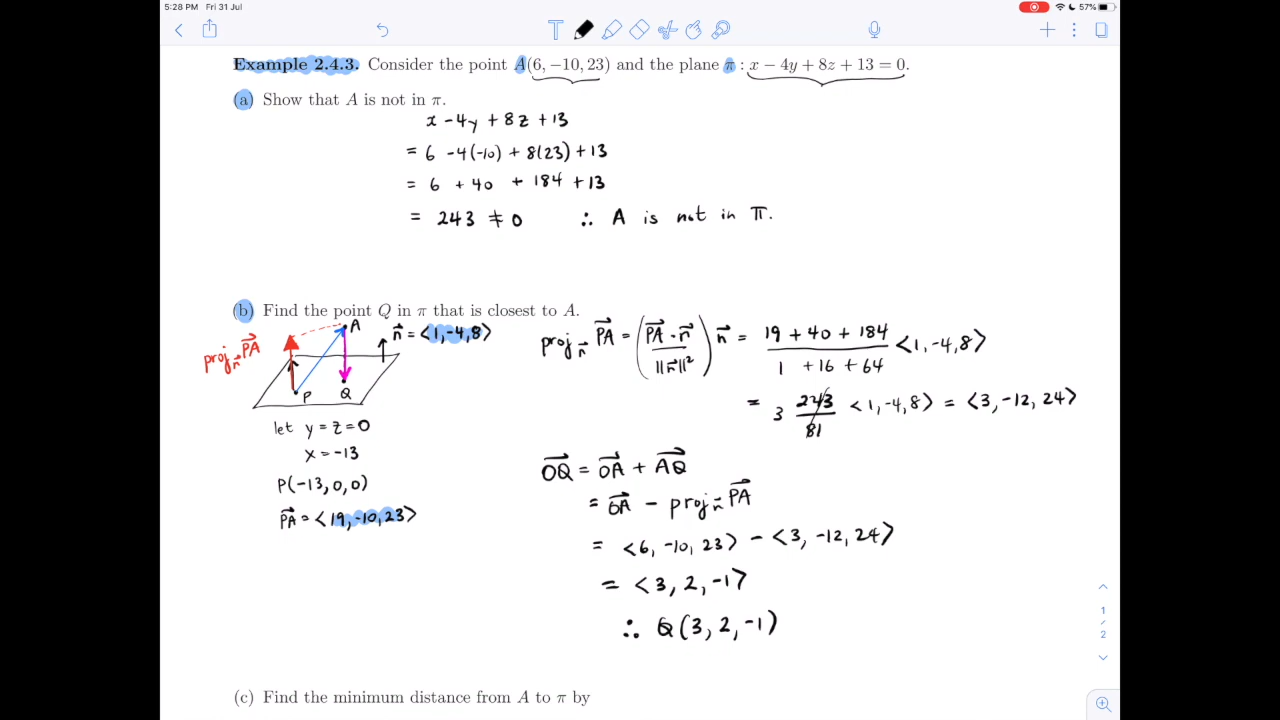 5:28 PM Fri 31 Jul
57%
Example 2.4.3. Consider the point A(6, −10, 23) and the plane π : x − 4y + 8z + 13 = 0.
(a) Show that A is not in π.
x - 4y + 8z + 13
= 6 - 4(-10) + 8(23) + 13
= 6 + 40 + 184 + 13
= 243 ≠ 0 ∴ A is not in π.
(b) Find the point Q in π that is closest to A.
A
n⃗ = <1, -4, 8>
proj_n⃗ PA⃗
P
Q
let y = z = 0
x = -13
P(-13, 0, 0)
PA⃗ = <19, -10, 23>
proj_n⃗ PA⃗ = (PA⃗ · n⃗ / ||n⃗||²) n⃗ = (19 + 40 + 184) / (1 + 16 + 64) <1, -4, 8>
= 3 243/81 <1, -4, 8> = <3, -12, 24>
OQ⃗ = OA⃗ + AQ⃗
= OA⃗ - proj_n⃗ PA⃗
= <6, -10, 23> - <3, -12, 24>
= <3, 2, -1>
∴ Q(3, 2, -1)
(c) Find the minimum distance from A to π by
1
/
2